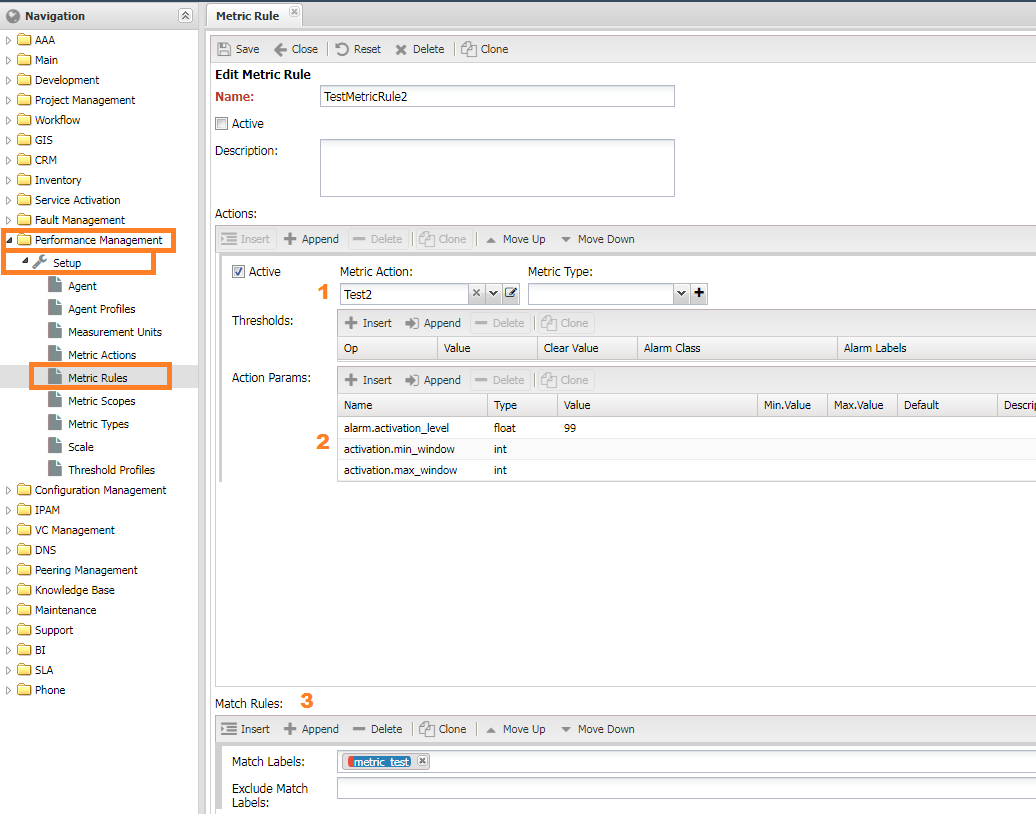 Navigation
AAA
Main
Development
Project Management
Workflow
GIS
CRM
Inventory
Service Activation
Fault Management
Performance Management
Setup
Agent
Agent Profiles
Measurement Units
Metric Actions
Metric Rules
Metric Scopes
Metric Types
Scale
Threshold Profiles
Configuration Management
IPAM
VC Management
DNS
Peering Management
Knowledge Base
Maintenance
Support
BI
SLA
Phone
Metric Rule
Save Close Reset Delete Clone
Edit Metric Rule
Name: TestMetricRule2
Active
Description:
Actions:
Insert Append Delete Clone Move Up Move Down
Active Metric Action: Metric Type:
1 Test2
Thresholds: Insert Append Delete Clone
Op Value Clear Value Alarm Class Alarm Labels
Action Params: Insert Append Delete Clone
Name Type Value Min.Value Max.Value Default Descrip
alarm.activation_level float 99
2 activation.min_window int
activation.max_window int
Match Rules: 3
Insert Append Delete Clone Move Up Move Down
Match Labels: metric test
Exclude Match
Labels: